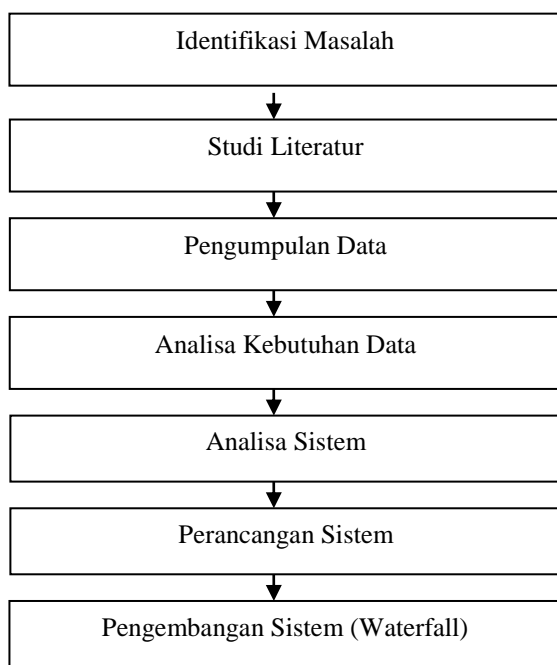 Identifikasi Masalah
Studi Literatur
Pengumpulan Data
Analisa Kebutuhan Data
Analisa Sistem
Perancangan Sistem
Pengembangan Sistem (Waterfall)